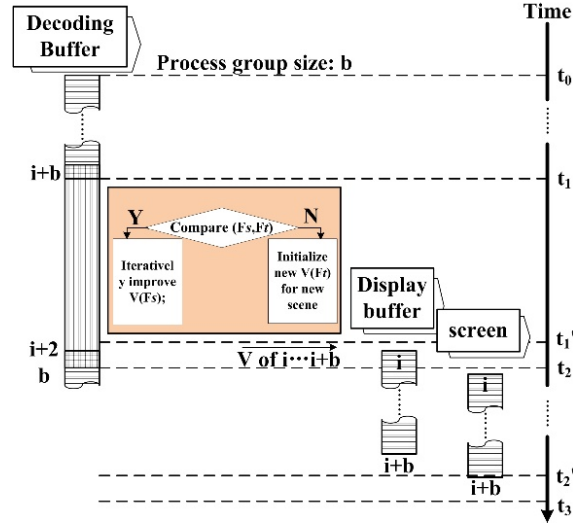 Decoding
Buffer
Time
Process group size: b
t0
i+b
t1
Y
N
Compare (Fs,Ft)
Iterativel
y improve
V(Fs);
Initialize
new V(Ft)
for new
scene
Display
buffer
screen
t1'
i+2
b
V of i···i+b
i
t2
i
i+b
i+b
t2'
t3